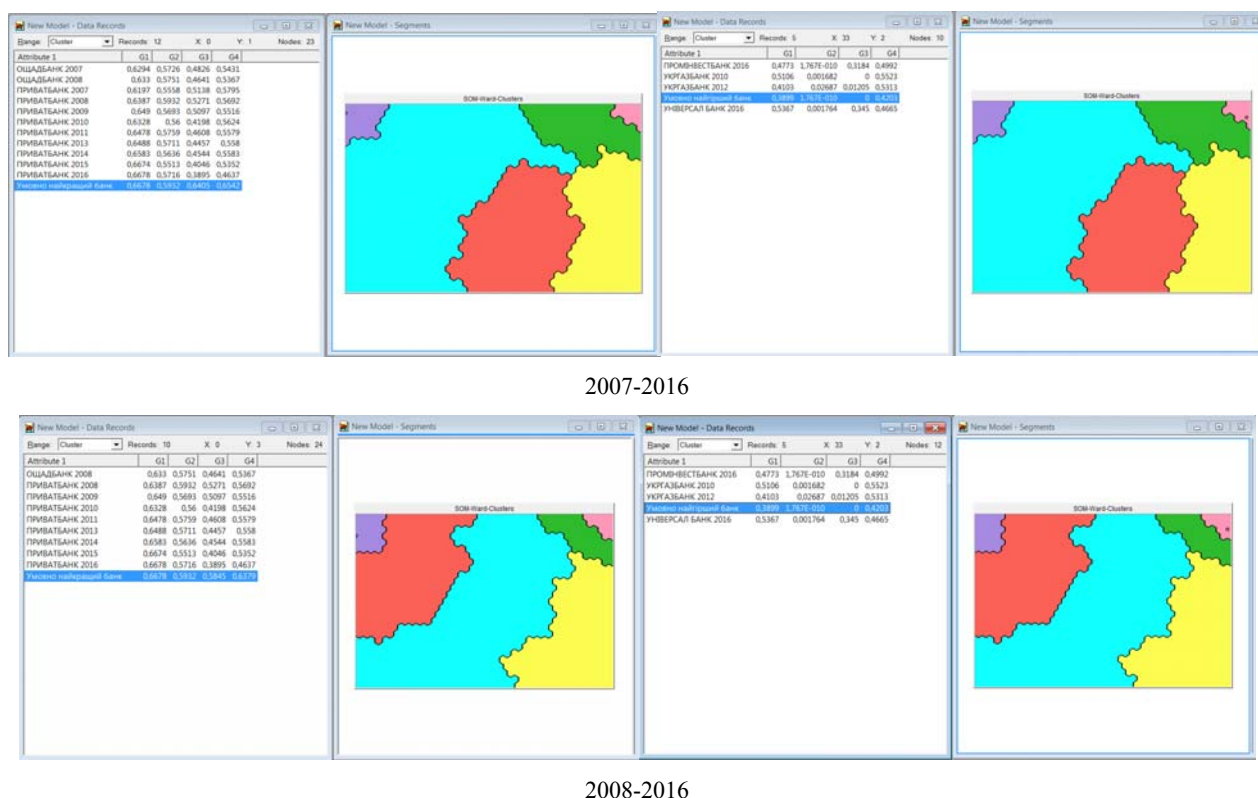 New Model - Data Records
Range: Cluster Records: 12 X: 0 Y: 1 Nodes: 23
Attribute 1 G1 G2 G3 G4
ОЩАДБАНК 2007 0,6294 0,5726 0,4826 0,5431
ОЩАДБАНК 2008 0,633 0,5751 0,4641 0,5367
ПРИВАТБАНК 2007 0,6197 0,5558 0,5138 0,5795
ПРИВАТБАНК 2008 0,6387 0,5932 0,5271 0,5692
ПРИВАТБАНК 2009 0,649 0,5693 0,5097 0,5516
ПРИВАТБАНК 2010 0,6328 0,56 0,4198 0,5624
ПРИВАТБАНК 2011 0,6478 0,5759 0,4608 0,5579
ПРИВАТБАНК 2013 0,6488 0,5711 0,4457 0,558
ПРИВАТБАНК 2014 0,6583 0,5636 0,4544 0,5583
ПРИВАТБАНК 2015 0,6674 0,5513 0,4046 0,5352
ПРИВАТБАНК 2016 0,6678 0,5716 0,3895 0,4637
Умовно найкращий банк 0,6678 0,5932 0,6405 0,6542
New Model - Segments
SOM-Ward-Clusters
New Model - Data Records
Range: Cluster Records: 5 X: 33 Y: 2 Nodes: 10
Attribute 1 G1 G2 G3 G4
ПРОМІНВЕСТБАНК 2016 0,4773 1,767E-010 0,3184 0,4992
УКРГАЗБАНК 2010 0,5106 0,001682 0 0,5523
УКРГАЗБАНК 2012 0,4103 0,02687 0,01205 0,5313
Умовно найгірший банк 0,3899 1,767E-010 0 0,4203
УНІВЕРСАЛ БАНК 2016 0,5367 0,001764 0,345 0,4665
New Model - Segments
SOM-Ward-Clusters
2007-2016
New Model - Data Records
Range: Cluster Records: 10 X: 0 Y: 3 Nodes: 24
Attribute 1 G1 G2 G3 G4
ОЩАДБАНК 2008 0,633 0,5751 0,4641 0,5367
ПРИВАТБАНК 2008 0,6387 0,5932 0,5271 0,5692
ПРИВАТБАНК 2009 0,649 0,5693 0,5097 0,5516
ПРИВАТБАНК 2010 0,6328 0,56 0,4198 0,5624
ПРИВАТБАНК 2011 0,6478 0,5759 0,4608 0,5579
ПРИВАТБАНК 2013 0,6488 0,5711 0,4457 0,558
ПРИВАТБАНК 2014 0,6583 0,5636 0,4544 0,5583
ПРИВАТБАНК 2015 0,6674 0,5513 0,4046 0,5352
ПРИВАТБАНК 2016 0,6678 0,5716 0,3895 0,4637
Умовно найкращий банк 0,6678 0,5932 0,5845 0,6379
New Model - Segments
SOM-Ward-Clusters
New Model - Data Records
Range: Cluster Records: 5 X: 33 Y: 2 Nodes: 12
Attribute 1 G1 G2 G3 G4
ПРОМІНВЕСТБАНК 2016 0,4773 1,767E-010 0,3184 0,4992
УКРГАЗБАНК 2010 0,5106 0,001682 0 0,5523
УКРГАЗБАНК 2012 0,4103 0,02687 0,01205 0,5313
Умовно найгірший банк 0,3899 1,767E-010 0 0,4203
УНІВЕРСАЛ БАНК 2016 0,5367 0,001764 0,345 0,4665
New Model - Segments
SOM-Ward-Clusters
2008-2016